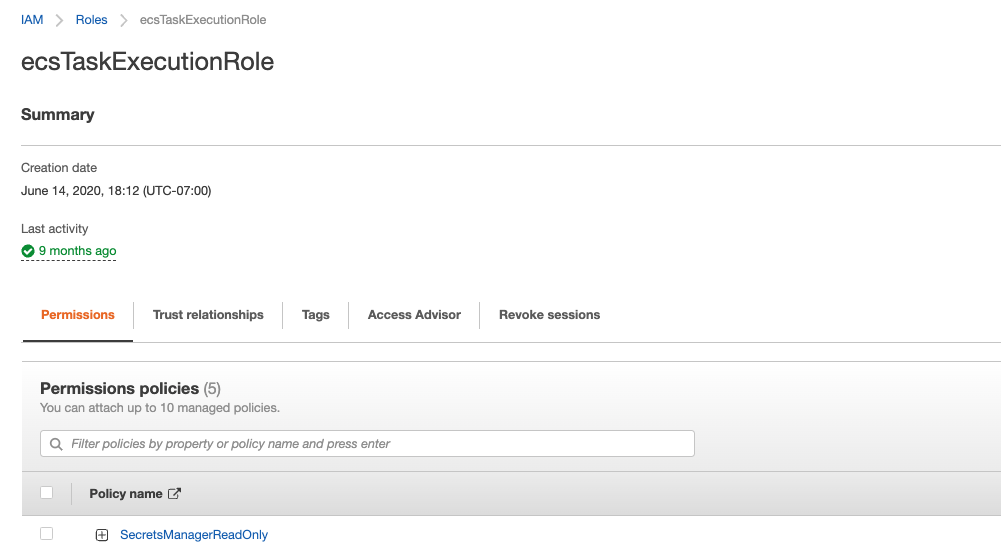 IAM > Roles > ecsTaskExecutionRole
ecsTaskExecutionRole
Summary
Creation date
June 14, 2020, 18:12 (UTC-07:00)
Last activity
9 months ago
Permissions Trust relationships Tags Access Advisor Revoke sessions
Permissions policies (5)
You can attach up to 10 managed policies.
Filter policies by property or policy name and press enter
Policy name
SecretsManagerReadOnly